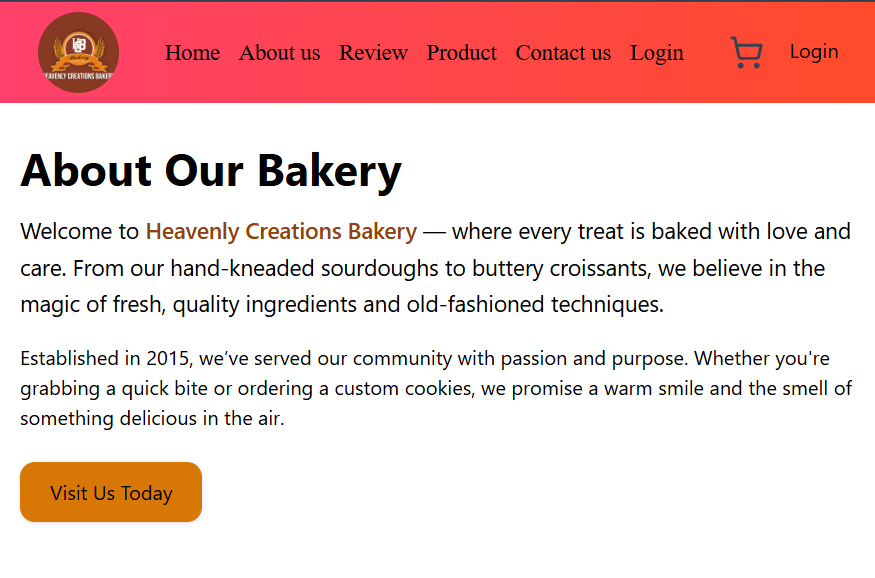 HCB
Bakery
HEAVENLY CREATIONS BAKERY
Home About us Review Product Contact us Login
Login
About Our Bakery
Welcome to Heavenly Creations Bakery — where every treat is baked with love and
care. From our hand-kneaded sourdoughs to buttery croissants, we believe in the
magic of fresh, quality ingredients and old-fashioned techniques.
Established in 2015, we’ve served our community with passion and purpose. Whether you're
grabbing a quick bite or ordering a custom cookies, we promise a warm smile and the smell of
something delicious in the air.
Visit Us Today